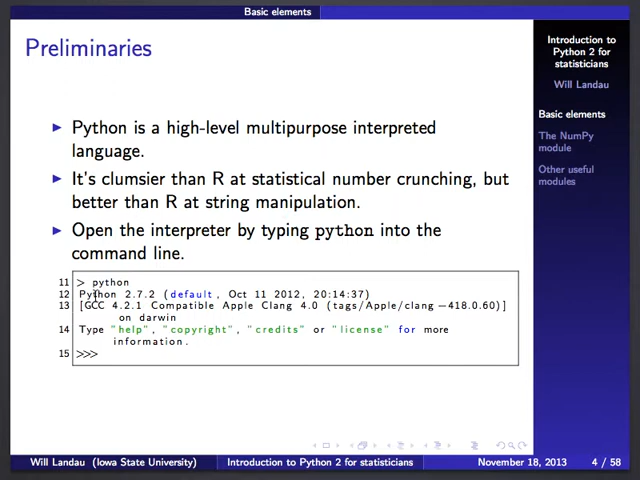 Basic elements
Preliminaries
Python is a high-level multipurpose interpreted
language.
It's clumsier than R at statistical number crunching, but
better than R at string manipulation.
Open the interpreter by typing python into the
command line.
11 > python
12 Python 2.7.2 (default, Oct 11 2012, 20:14:37)
13 [GCC 4.2.1 Compatible Apple Clang 4.0 (tags/Apple/clang-418.0.60)]
on darwin
14 Type "help", "copyright", "credits" or "license" for more
information.
15 >>>
Introduction to
Python 2 for
statisticians
Will Landau
Basic elements
The NumPy
module
Other useful
modules
Will Landau (Iowa State University) Introduction to Python 2 for statisticians November 18, 2013 4 / 58